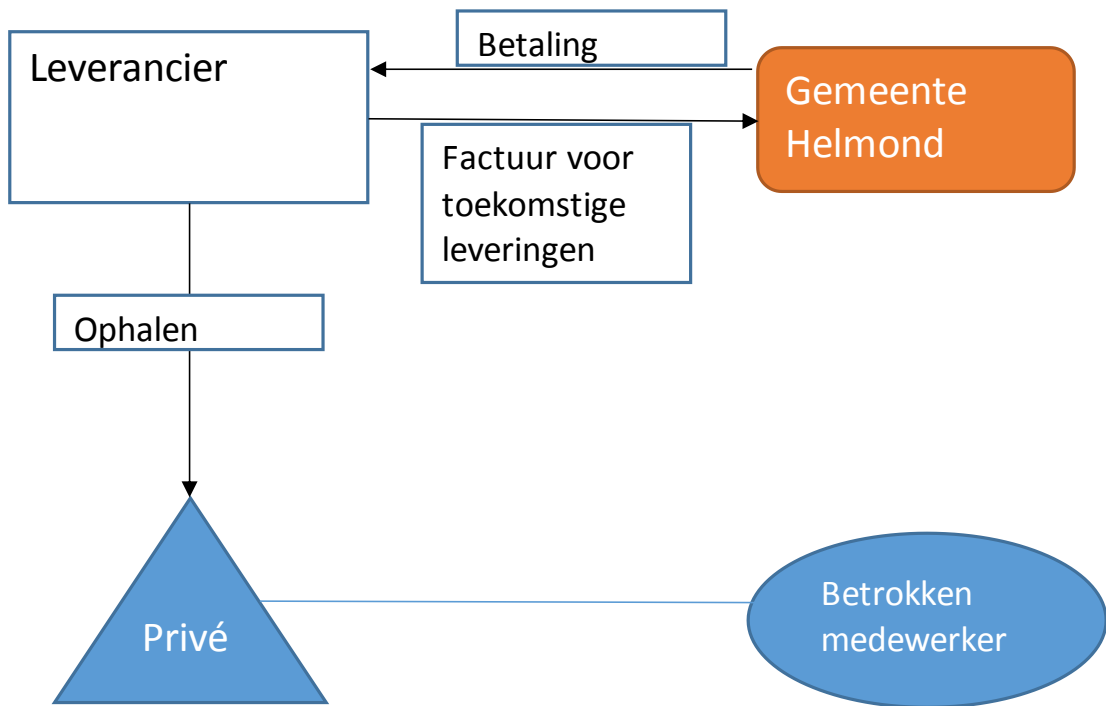 Leverancier
Betaling
Gemeente
Helmond
Factuur voor
toekomstige
leveringen
Ophalen
Privé
Betrokken
medewerker